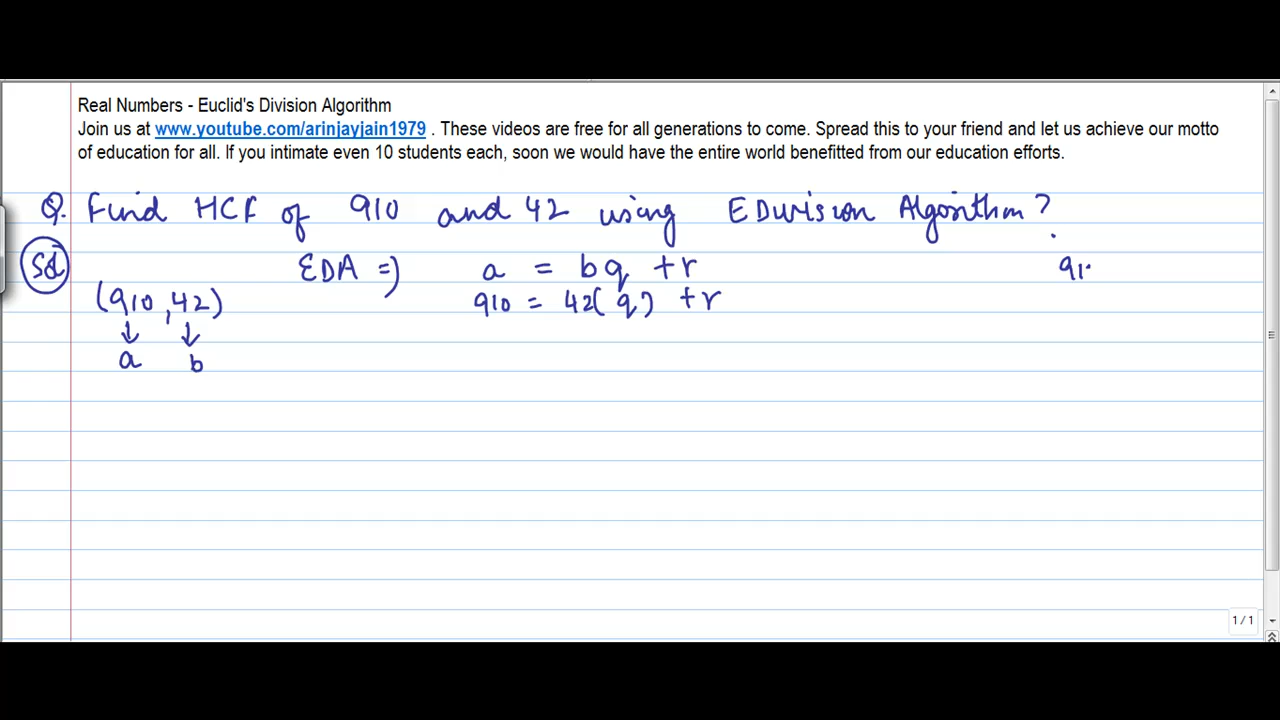 Real Numbers - Euclid's Division Algorithm
Join us at www.youtube.com/arinjayjain1979 . These videos are free for all generations to come. Spread this to your friend and let us achieve our motto
of education for all. If you intimate even 10 students each, soon we would have the entire world benefitted from our education efforts.
Q. Find HCF of 910 and 42 using EDivision Algorithm?
Sol EDA => a = bq + r 91
(910, 42) 910 = 42(q) + r
↓ ↓
a b
1 / 1